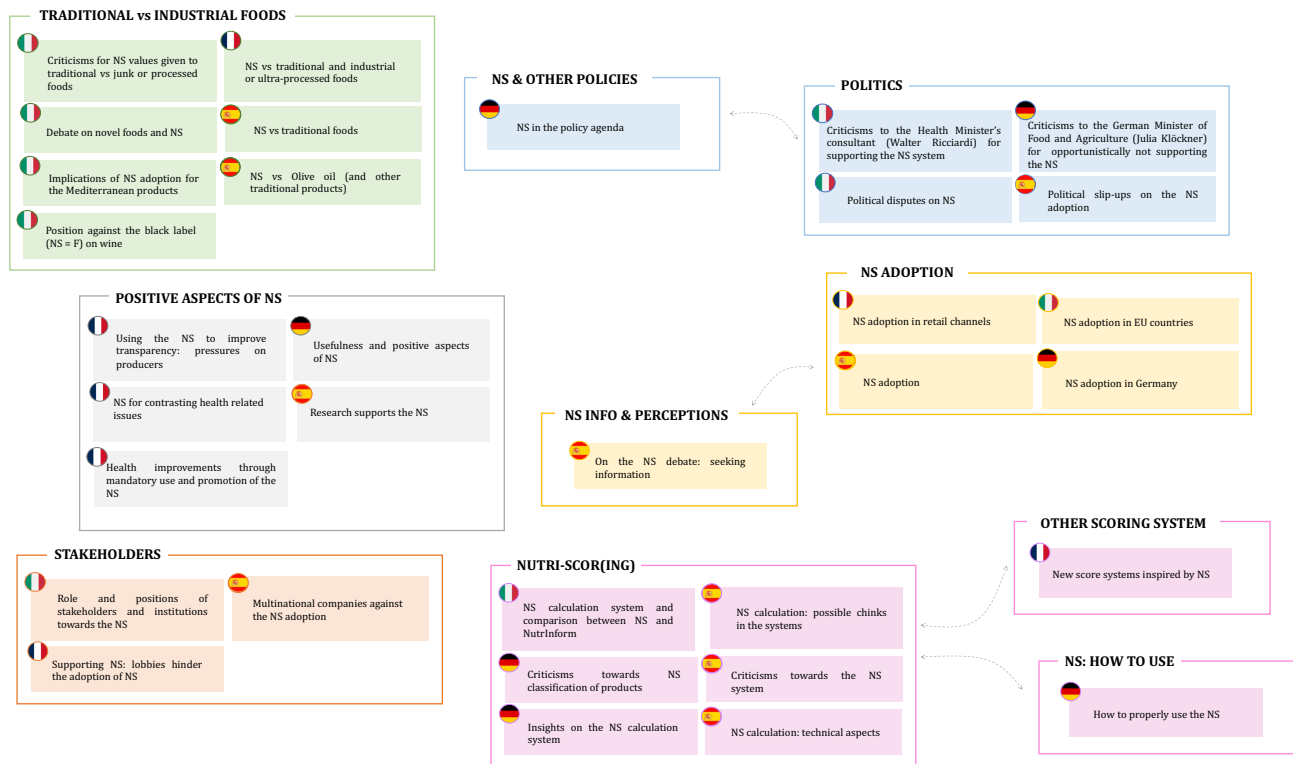 TRADITIONAL vs INDUSTRIAL FOODS
Criticisms for NS values given to
traditional vs junk or processed
foods
NS vs traditional and industrial
or ultra-processed foods
Debate on novel foods and NS
NS vs traditional foods
Implications of NS adoption for
the Mediterranean products
NS vs Olive oil (and other
traditional products)
Position against the black label
(NS = F) on wine
NS & OTHER POLICIES
NS in the policy agenda
POLITICS
Criticisms to the Health Minister's
consultant (Walter Ricciardi) for
supporting the NS system
Criticisms to the German Minister of
Food and Agriculture (Julia Klöckner)
for opportunistically not supporting
the NS
Political disputes on NS
Political slip-ups on the NS
adoption
POSITIVE ASPECTS OF NS
Using the NS to improve
transparency: pressures on
producers
Usefulness and positive aspects
of NS
NS for contrasting health related
issues
Research supports the NS
Health improvements through
mandatory use and promotion of the
NS
NS ADOPTION
NS adoption in retail channels
NS adoption in EU countries
NS adoption
NS adoption in Germany
NS INFO & PERCEPTIONS
On the NS debate: seeking
information
STAKEHOLDERS
Role and positions of
stakeholders and institutions
towards the NS
Multinational companies against
the NS adoption
Supporting NS: lobbies hinder
the adoption of NS
NUTRI-SCOR(ING)
NS calculation system and
comparison between NS and
NutrInform
NS calculation: possible chinks
in the systems
Criticisms towards NS
classification of products
Criticisms towards the NS
system
Insights on the NS calculation
system
NS calculation: technical aspects
OTHER SCORING SYSTEM
New score systems inspired by NS
NS: HOW TO USE
How to properly use the NS